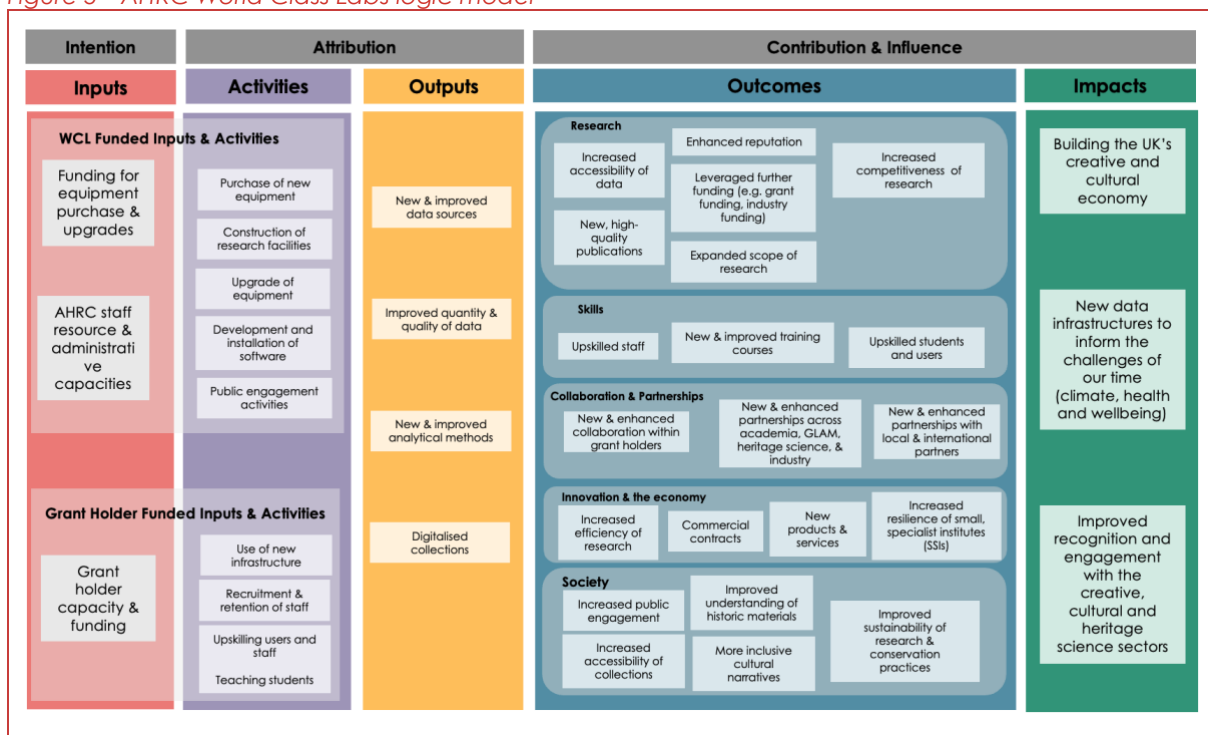 Figure 3 – AHRC World Class Labs logic model
Intention
Attribution
Contribution & Influence
Inputs
Activities
Outputs
Outcomes
Impacts
WCL Funded Inputs & Activities
Funding for
equipment
purchase &
upgrades
AHRC staff
resource &
administrati
ve
capacities
Purchase of new
equipment
Construction of
research facilities
Upgrade of
equipment
Development and
installation of
software
Public engagement
activities
Grant Holder Funded Inputs & Activities
Grant
holder
capacity &
funding
Use of new
infrastructure
Recruitment &
retention of staff
Upskilling users and
staff
Teaching students
New & improved
data sources
Improved quantity &
quality of data
New & improved
analytical methods
Digitalised
collections
Research
Increased
accessibility of
data
New, high-
quality
publications
Enhanced reputation
Leveraged further
funding (e.g. grant
funding, industry
funding)
Expanded scope of
research
Increased
competitiveness of
research
Skills
Upskilled staff
New & improved training
courses
Upskilled students
and users
Collaboration & Partnerships
New & enhanced
collaboration within
grant holders
New & enhanced
partnerships across
academia, GLAM,
heritage science, &
industry
New & enhanced
partnerships with
local & international
partners
Innovation & the economy
Increased
efficiency of
research
Commercial
contracts
New
products &
services
Increased
resilience of small,
specialist institutes
(SSIs)
Society
Increased public
engagement
Increased
accessibility of
collections
Improved
understanding of
historic materials
More inclusive
cultural
narratives
Improved
sustainability of
research &
conservation
practices
Building the UK's
creative and
cultural
economy
New data
infrastructures to
inform the
challenges of
our time
(climate, health
and wellbeing)
Improved
recognition and
engagement
with the
creative,
cultural and
heritage
science sectors